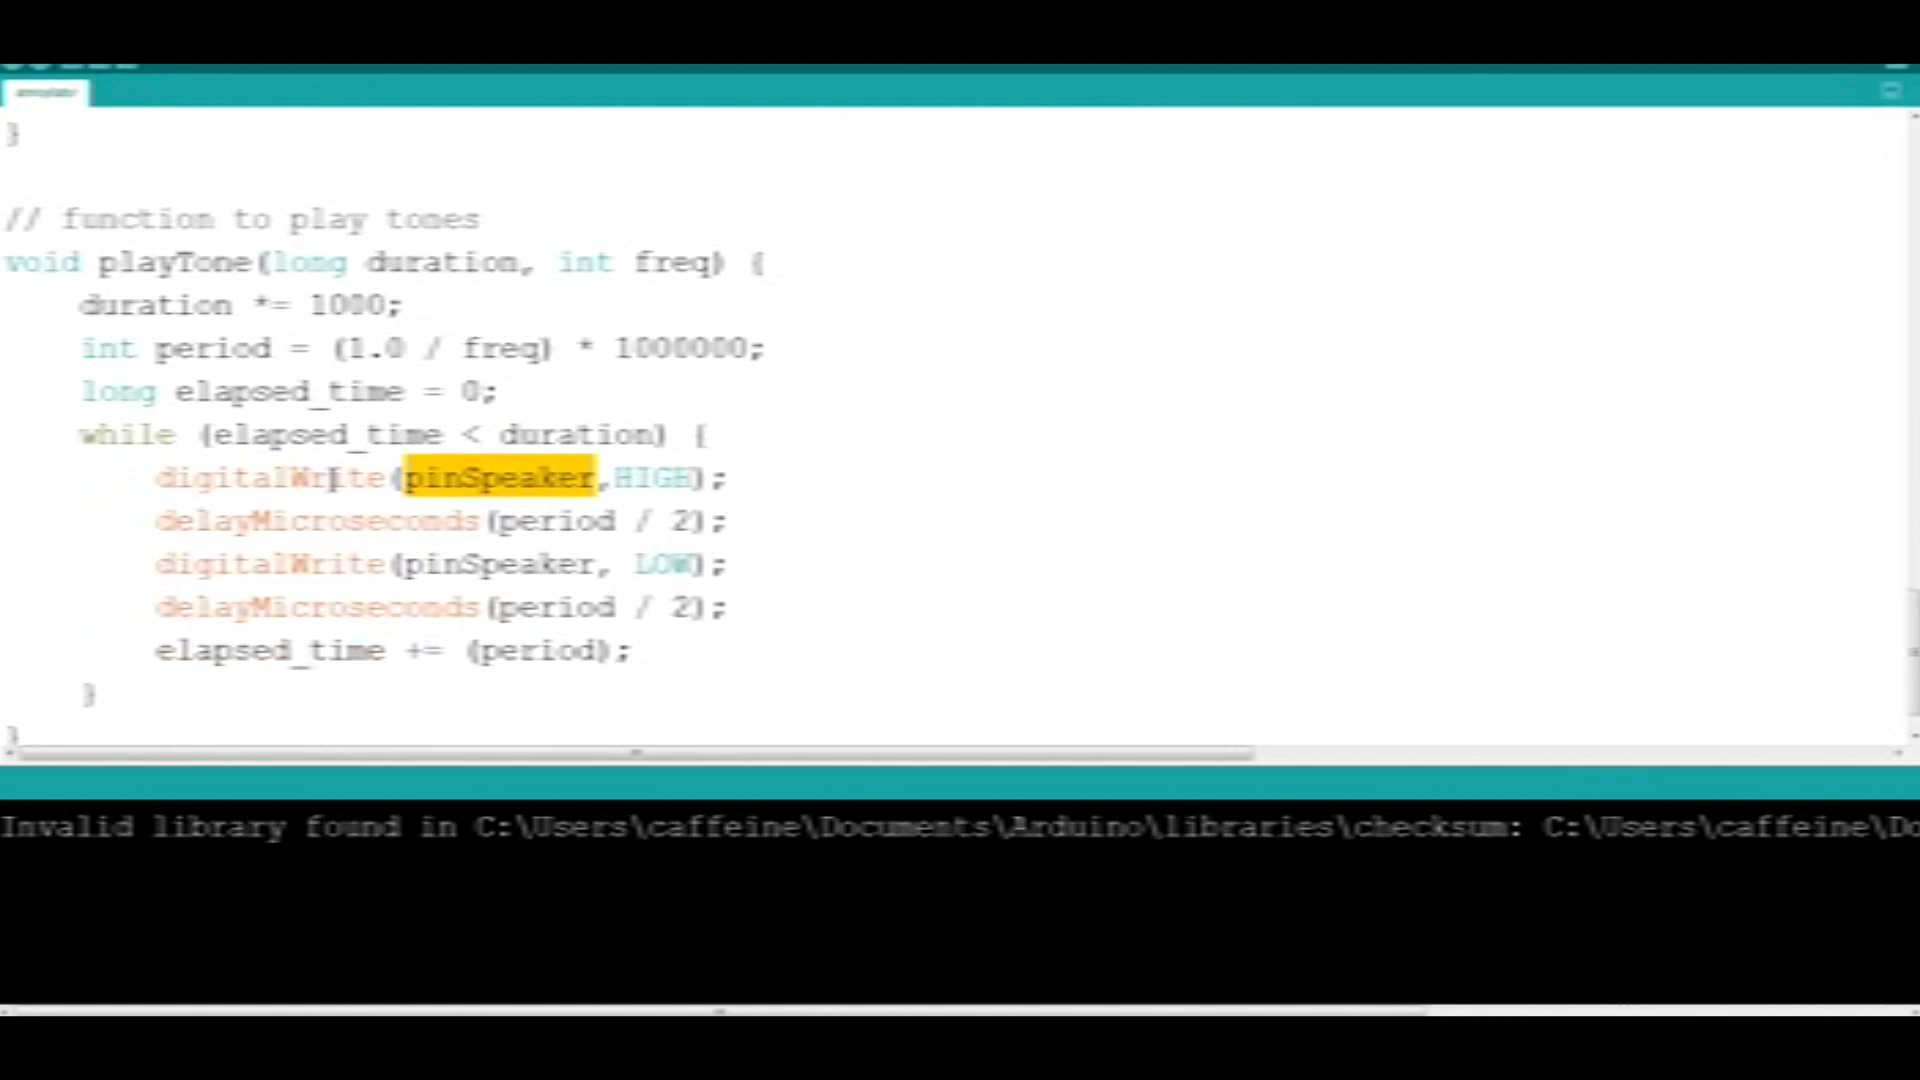 }
// function to play tones
void playTone(long duration, int freq) {
duration *= 1000;
int period = (1.0 / freq) * 1000000;
long elapsed_time = 0;
while (elapsed_time < duration) {
digitalWrite(pinSpeaker,HIGH);
delayMicroseconds(period / 2);
digitalWrite(pinSpeaker, LOW);
delayMicroseconds(period / 2);
elapsed_time += (period);
}
}
Invalid library found in C:\Users\caffeine\Documents\Arduino\libraries\checksum: C:\Users\caffeine\Do